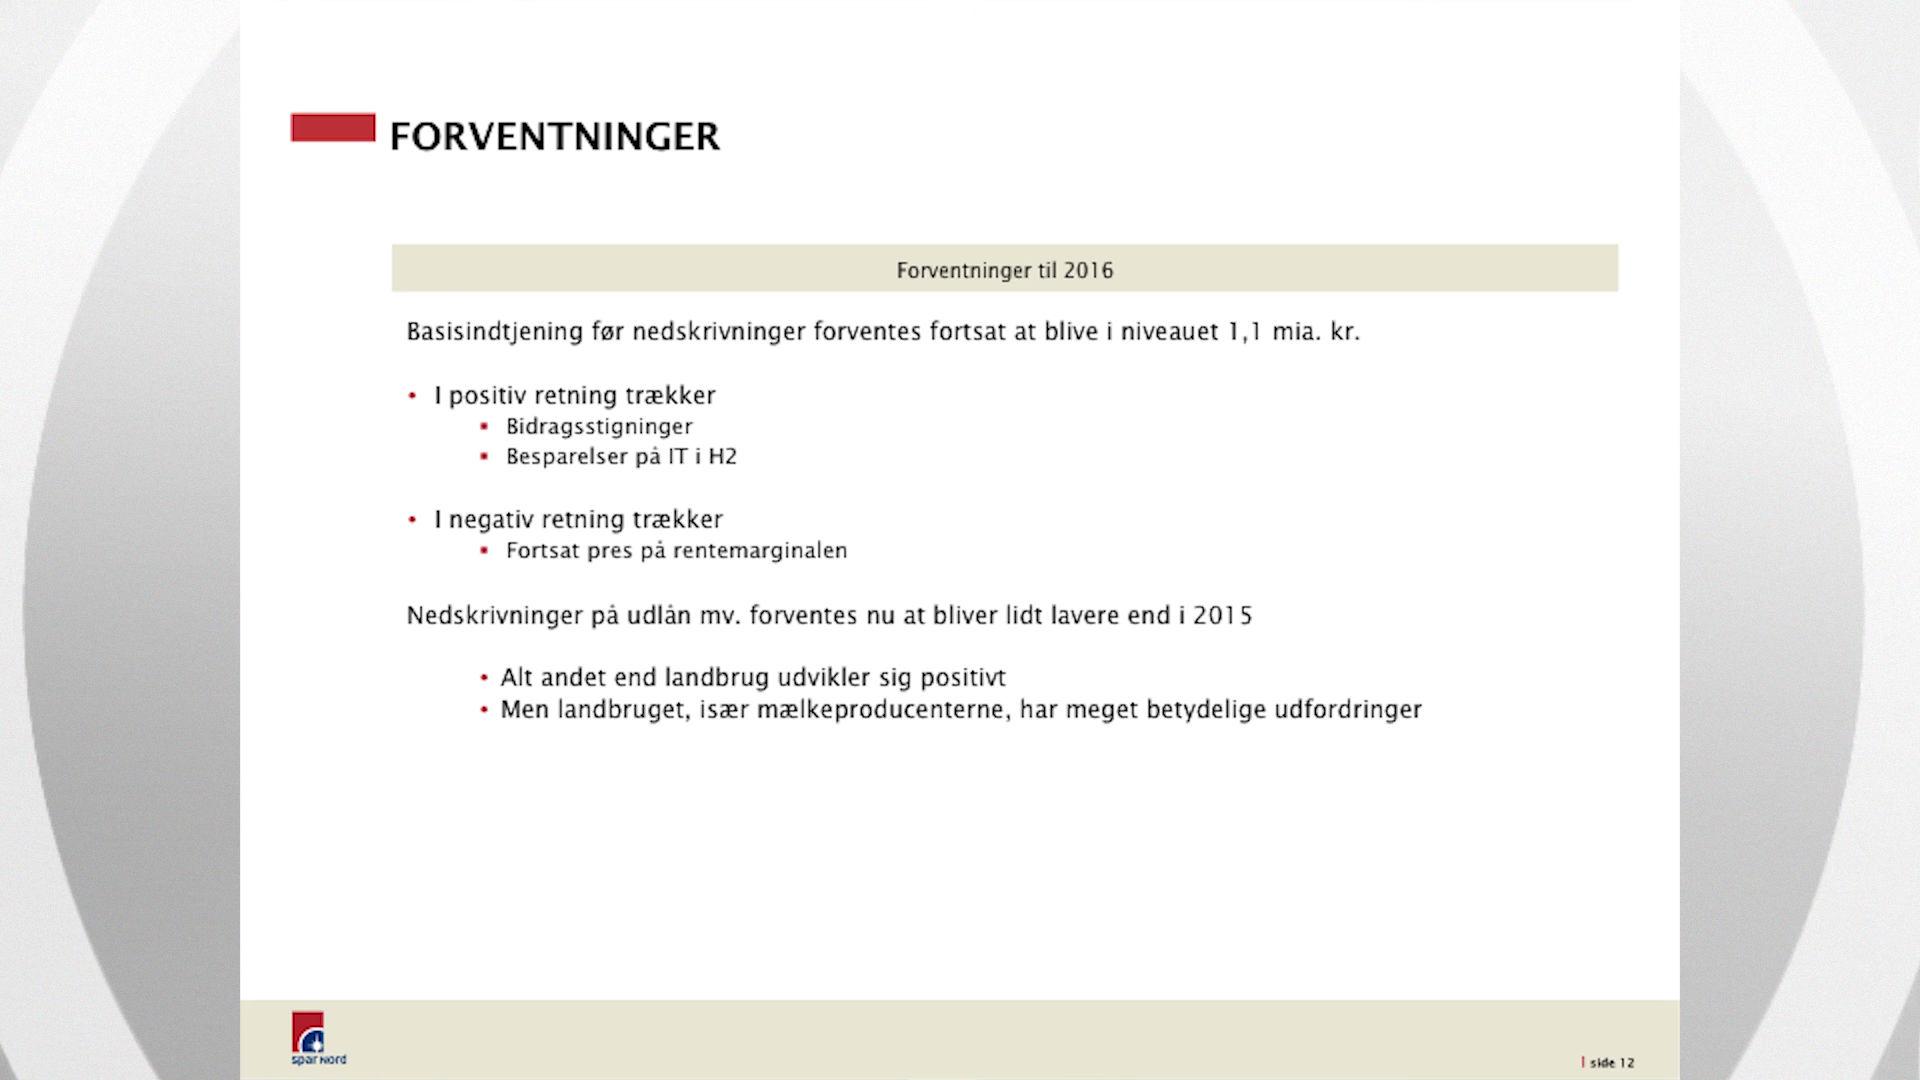 FORVENTNINGER
Forventninger til 2016
Basisindtjening før nedskrivninger forventes fortsat at blive i niveauet 1,1 mia. kr.
• I positiv retning trækker
▪ Bidragsstigninger
▪ Besparelser på IT i H2
• I negativ retning trækker
▪ Fortsat pres på rentemarginalen
Nedskrivninger på udlån mv. forventes nu at bliver lidt lavere end i 2015
• Alt andet end landbrug udvikler sig positivt
• Men landbruget, især mælkeproducenterne, har meget betydelige udfordringer
spar nord
| side 12